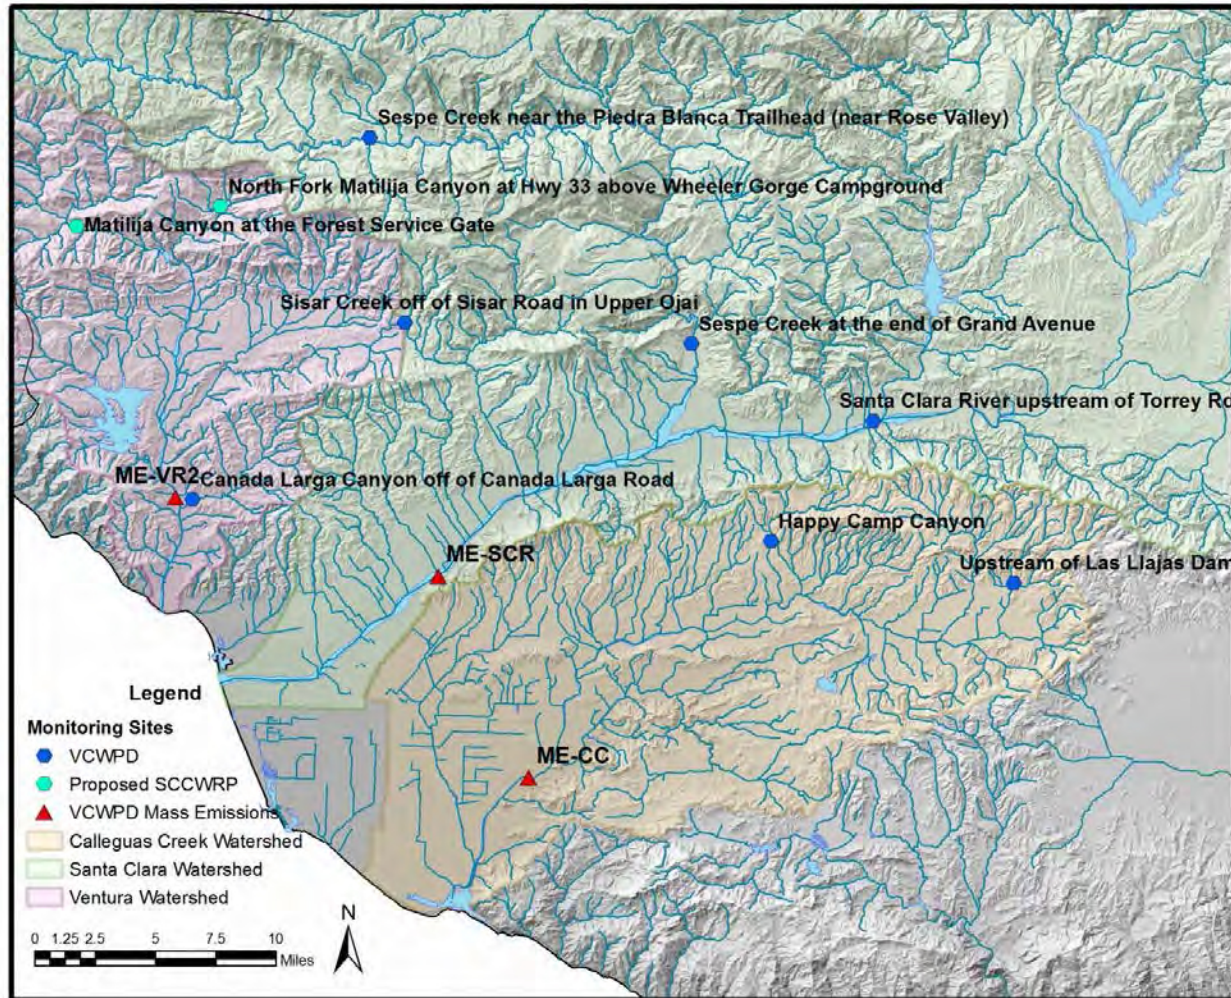 Sespe Creek near the Piedra Blanca Trailhead (near Rose Valley)
North Fork Matilija Canyon at Hwy 33 above Wheeler Gorge Campground
Matilija Canyon at the Forest Service Gate
Sisar Creek off of Sisar Road in Upper Ojai
Sespe Creek at the end of Grand Avenue
Santa Clara River upstream of Torrey Rd
ME-VR2
Canada Larga Canyon off of Canada Larga Road
Happy Camp Canyon
ME-SCR
Upstream of Las Llajas Dam
ME-CC
Legend
Monitoring Sites
VCWPD
Proposed SCCWRP
VCWPD Mass Emissions
Calleguas Creek Watershed
Santa Clara Watershed
Ventura Watershed
N
0 1.25 2.5 5 7.5 10
Miles